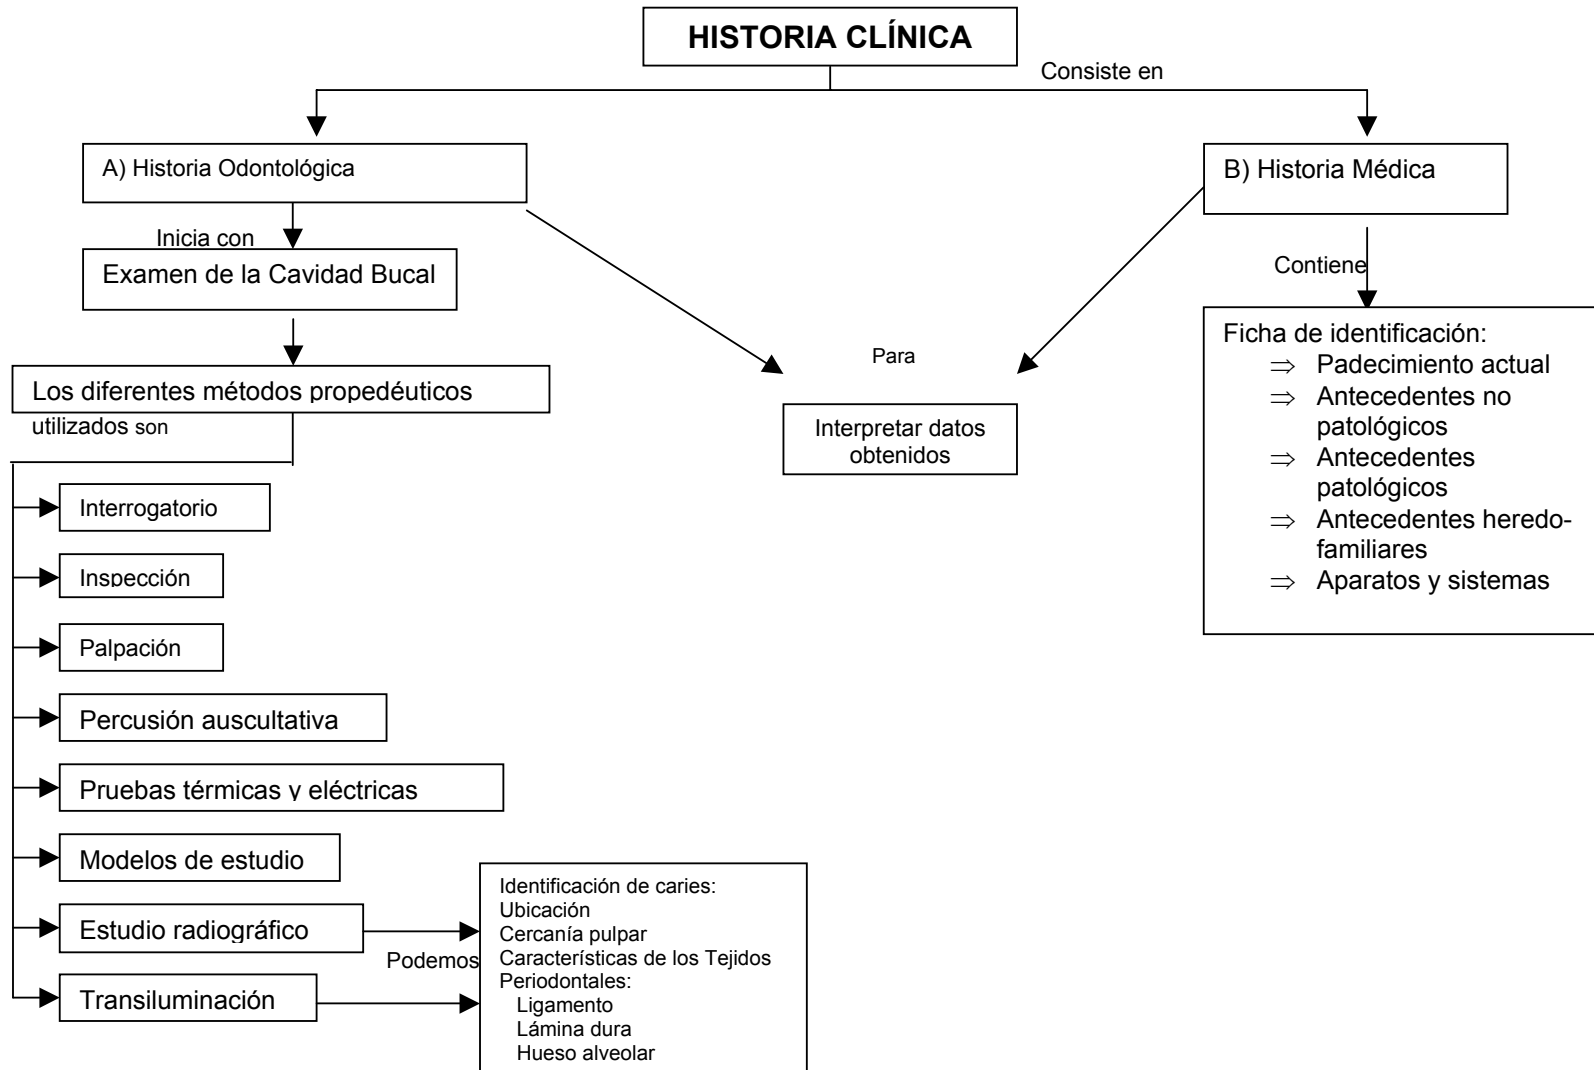 HISTORIA CLÍNICA
Consiste en
A) Historia Odontológica
B) Historia Médica
Inicia con
Examen de la Cavidad Bucal
Contiene
Para
Los diferentes métodos propedéuticos
utilizados son
Interpretar datos
obtenidos
Ficha de identificación:
⇒ Padecimiento actual
⇒ Antecedentes no
patológicos
⇒ Antecedentes
patológicos
⇒ Antecedentes heredo-
familiares
⇒ Aparatos y sistemas
Interrogatorio
Inspección
Palpación
Percusión auscultativa
Pruebas térmicas y eléctricas
Modelos de estudio
Estudio radiográfico
Podemos
Transiluminación
Identificación de caries:
Ubicación
Cercanía pulpar
Características de los Tejidos
Periodontales:
Ligamento
Lámina dura
Hueso alveolar